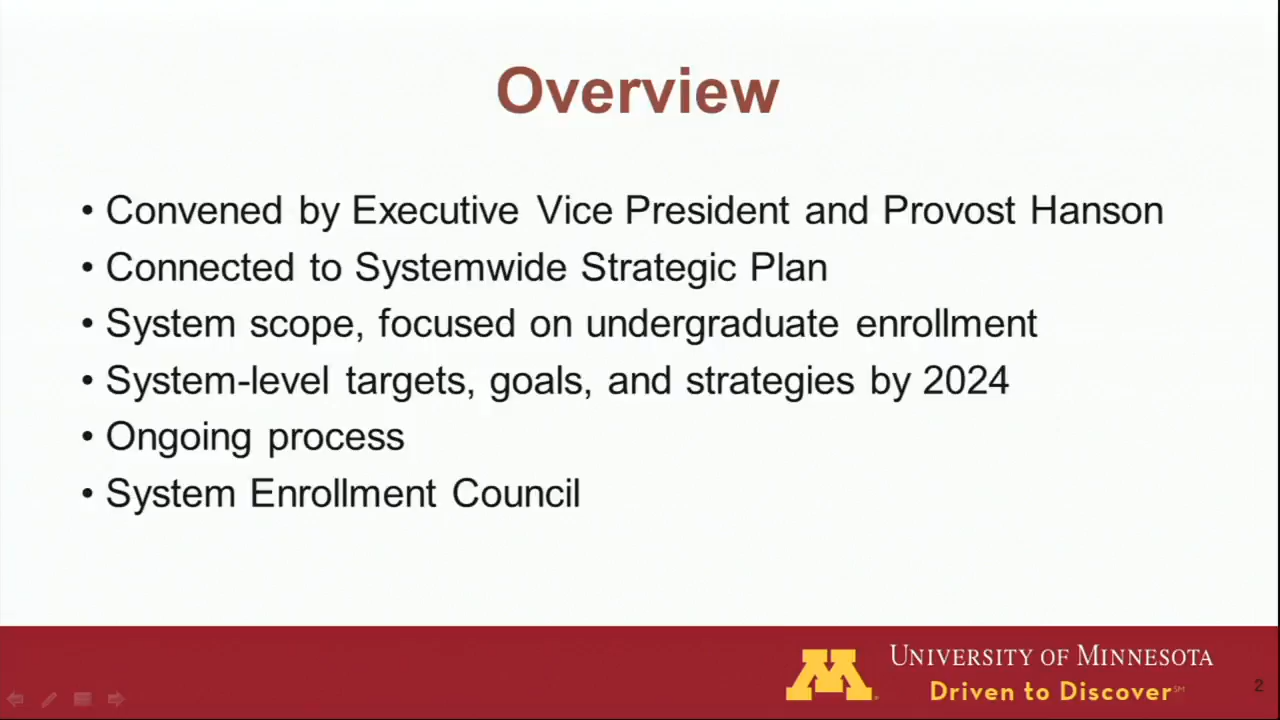 Overview
• Convened by Executive Vice President and Provost Hanson
• Connected to Systemwide Strategic Plan
• System scope, focused on undergraduate enrollment
• System-level targets, goals, and strategies by 2024
• Ongoing process
• System Enrollment Council
M
UNIVERSITY OF MINNESOTA
Driven to Discover℠
2